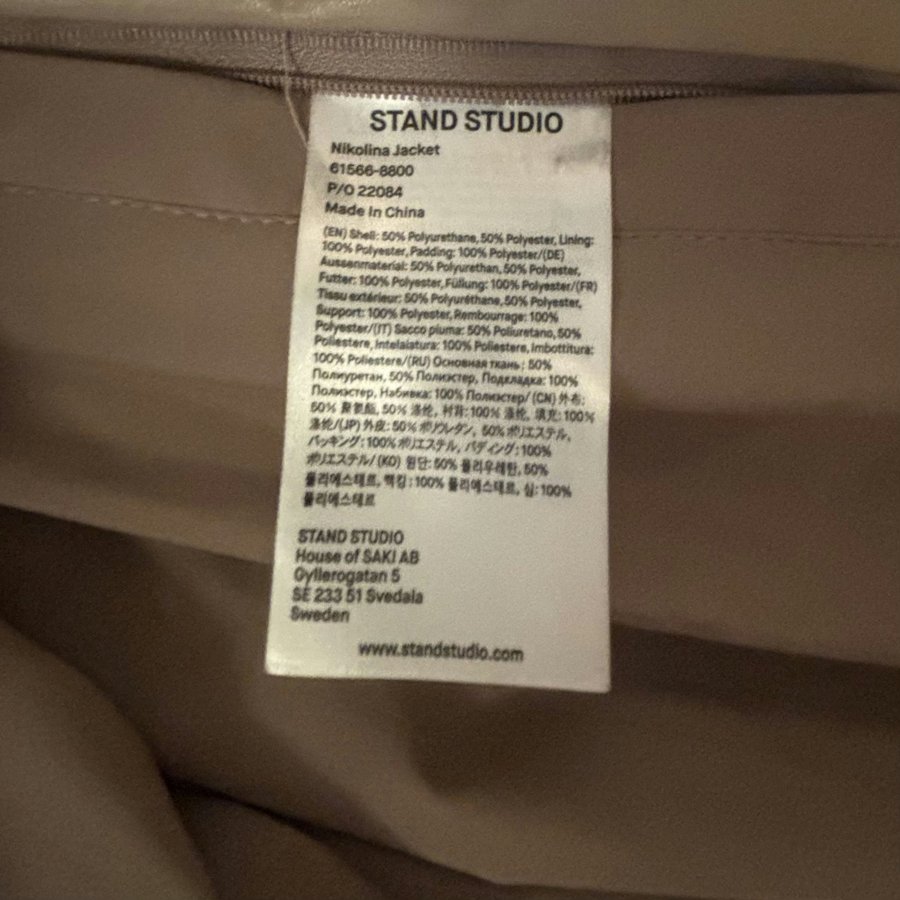 STAND STUDIO
Nikolina Jacket
61566-8800
P/O 22084
Made In China
(EN) Shell: 50% Polyurethane, 50% Polyester, Lining:
100% Polyester, Padding: 100% Polyester/(DE)
Aussenmaterial: 50% Polyurethan, 50% Polyester,
Futter: 100% Polyester, Füllung: 100% Polyester/(FR)
Tissu extérieur: 50% Polyuréthane, 50% Polyester,
Support: 100% Polyester, Rembourrage: 100%
Polyester/(IT) Sacco piuma: 50% Poliuretano, 50%
Poliestere, Intelaiatura: 100% Poliestere, Imbottitura:
100% Poliestere/(RU) Основная ткань: 50%
Полиуретан, 50% Полиэстер, Подкладка: 100%
Полиэстер, Набивка: 100% Полиэстер/ (CN) 外布:
50% 聚氨酯, 50% 涤纶, 衬背: 100% 涤纶, 填充: 100%
涤纶/(JP) 外皮: 50% ポリウレタン, 50% ポリエステル,
パッキング: 100% ポリエステル, パディング: 100%
ポリエステル/ (KO) 원단: 50% 폴리우레탄, 50%
폴리에스테르, 백킹: 100% 폴리에스테르, 심: 100%
폴리에스테르
STAND STUDIO
House of SAKI AB
Gyllerogatan 5
SE 233 51 Svedala
Sweden
www.standstudio.com